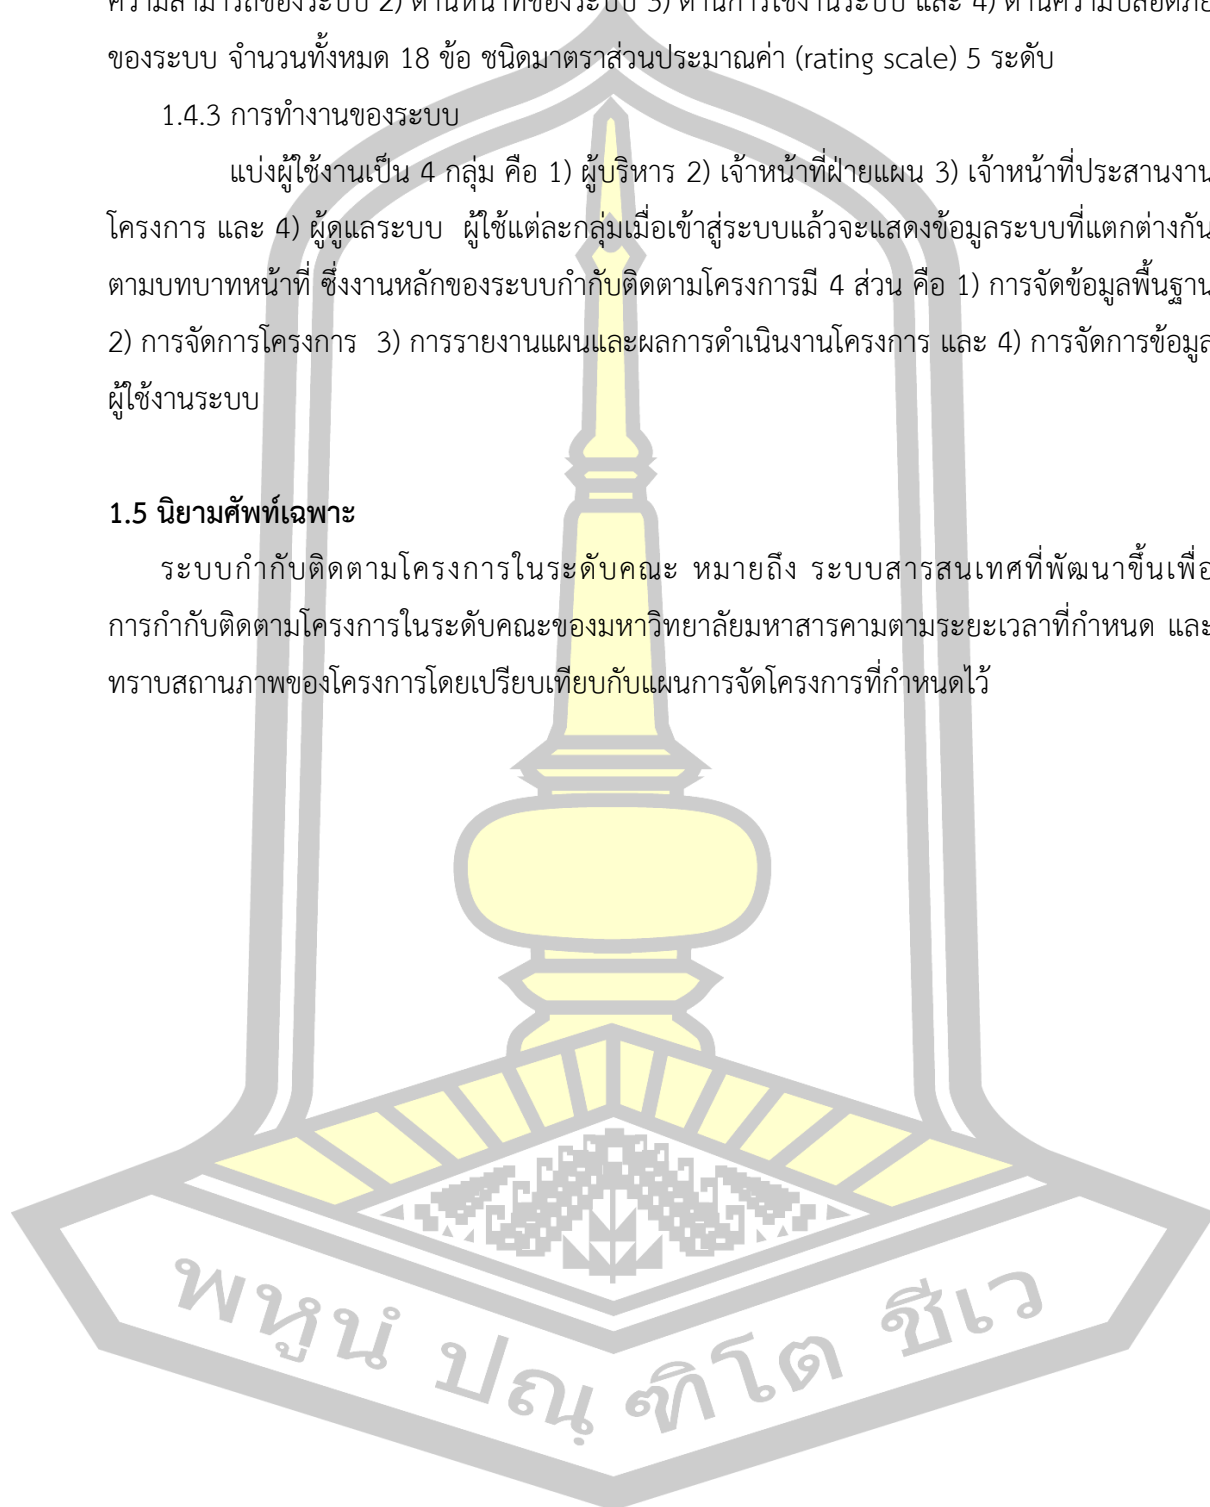 ความสามารถของระบบ 2) ด้านหน้าที่ของระบบ 3) ด้านการใช้งานระบบ และ 4) ด้านความปลอดภัย
ของระบบ จำนวนทั้งหมด 18 ข้อ ชนิดมาตราส่วนประมาณค่า (rating scale) 5 ระดับ
1.4.3 การทำงานของระบบ
แบ่งผู้ใช้งานเป็น 4 กลุ่ม คือ 1) ผู้บริหาร 2) เจ้าหน้าที่ฝ่ายแผน 3) เจ้าหน้าที่ประสานงาน
โครงการ และ 4) ผู้ดูแลระบบ ผู้ใช้แต่ละกลุ่มเมื่อเข้าสู่ระบบแล้วจะแสดงข้อมูลระบบที่แตกต่างกัน
ตามบทบาทหน้าที่ ซึ่งงานหลักของระบบกำกับติดตามโครงการมี 4 ส่วน คือ 1) การจัดข้อมูลพื้นฐาน
2) การจัดการโครงการ 3) การรายงานแผนและผลการดำเนินงานโครงการ และ 4) การจัดการข้อมูล
ผู้ใช้งานระบบ
1.5 นิยามศัพท์เฉพาะ
ระบบกำกับติดตามโครงการในระดับคณะ หมายถึง ระบบสารสนเทศที่พัฒนาขึ้นเพื่อ
การกำกับติดตามโครงการในระดับคณะของมหาวิทยาลัยมหาสารคามตามระยะเวลาที่กำหนด และ
ทราบสถานภาพของโครงการโดยเปรียบเทียบกับแผนการจัดโครงการที่กำหนดไว้
พหูนํ ปณฺฑิโต ชีเว